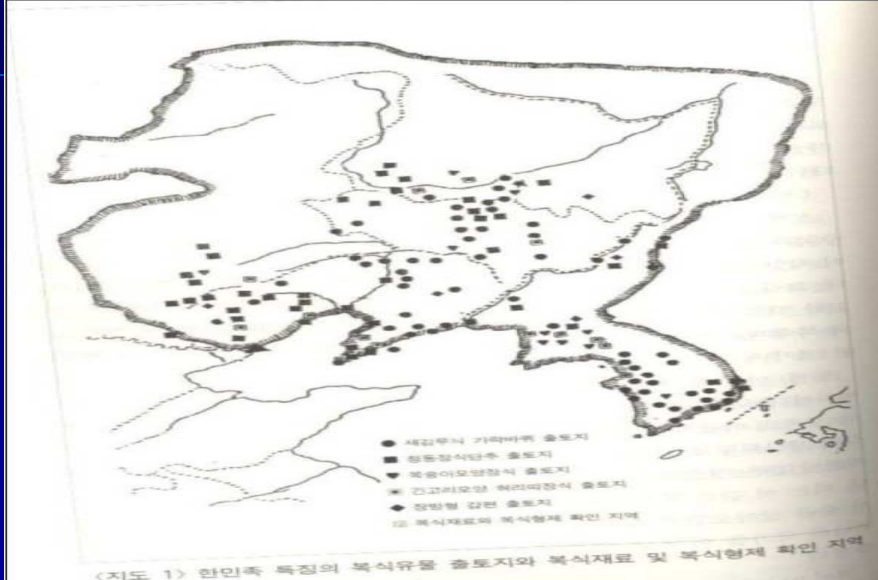 ● 새김무늬 가락바퀴 출토지
■ 청동장식단추 출토지
▼ 복숭아모양장식 출토지
긴고리모양 허리띠장식 출토지
◆ 장방형 갑편 출토지
복식재료와 복식형제 확인 지역
〈지도 1〉 한민족 특징의 복식유물 출토지와 복식재료 및 복식형제 확인 지역